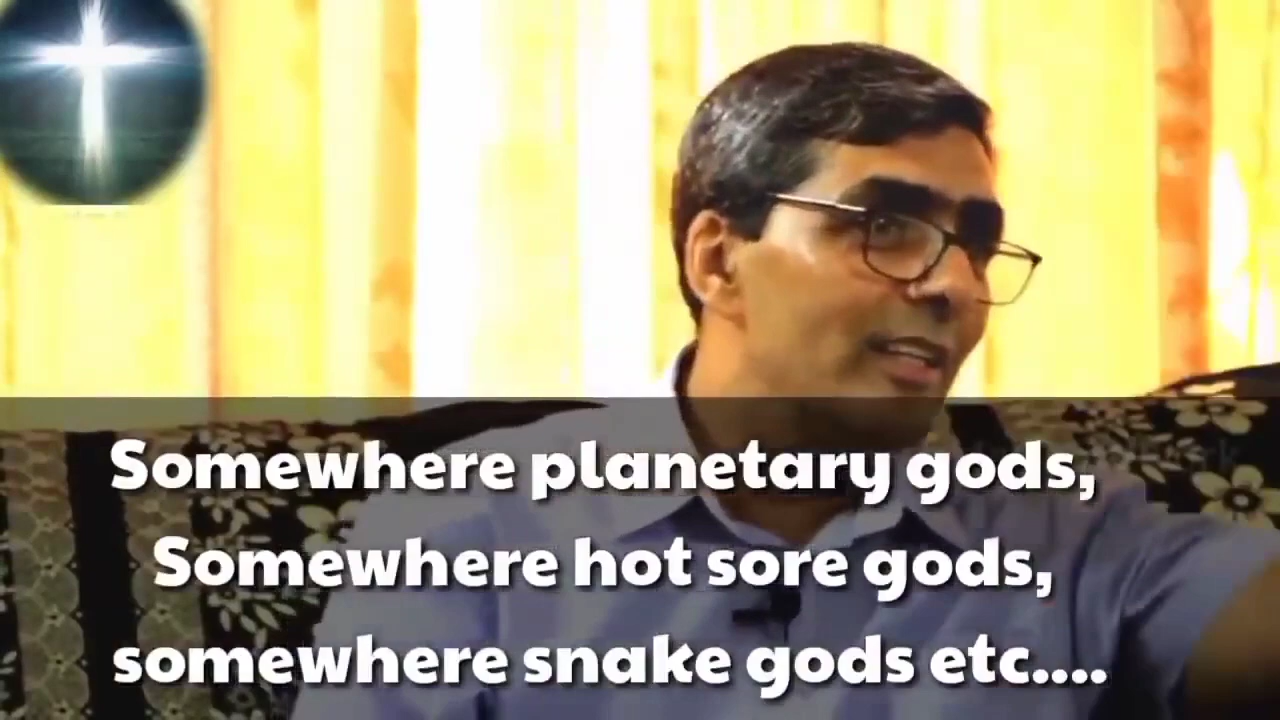 Somewhere planetary gods,
Somewhere hot sore gods,
somewhere snake gods etc....